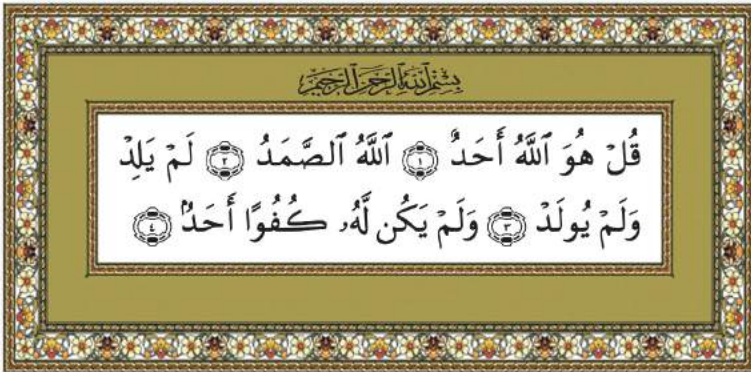 بِسْمِ ٱللَّهِ ٱلرَّحْمَٰنِ ٱلرَّحِيمِ
قُلْ هُوَ ٱللَّهُ أَحَدٌ ١ ٱللَّهُ ٱلصَّمَدُ ٢ لَمْ يَلِدْ
وَلَمْ يُولَدْ ٣ وَلَمْ يَكُن لَّهُۥ كُفُوًا أَحَدٌۢ ٤